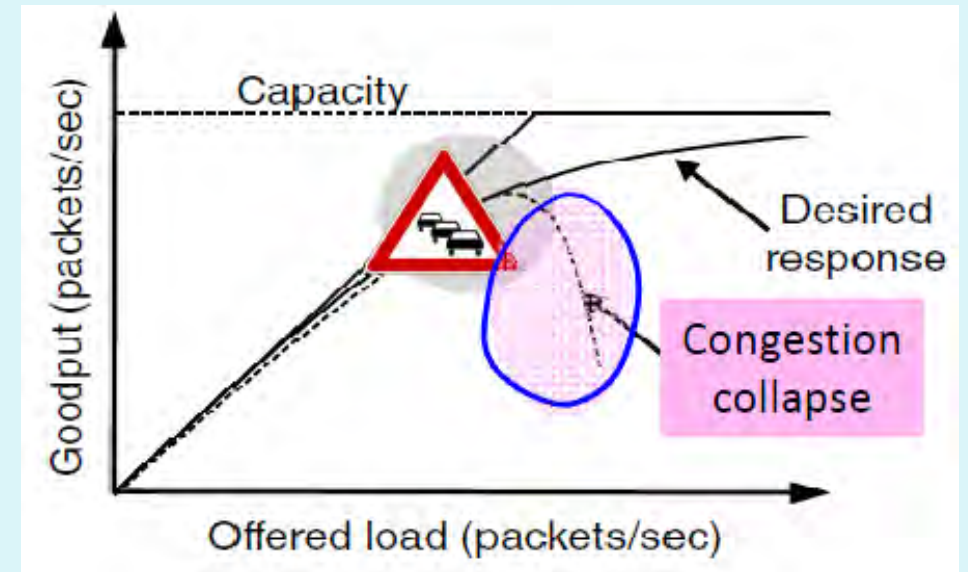 Capacity
Goodput (packets/sec)
Desired
response
Congestion
collapse
Offered load (packets/sec)